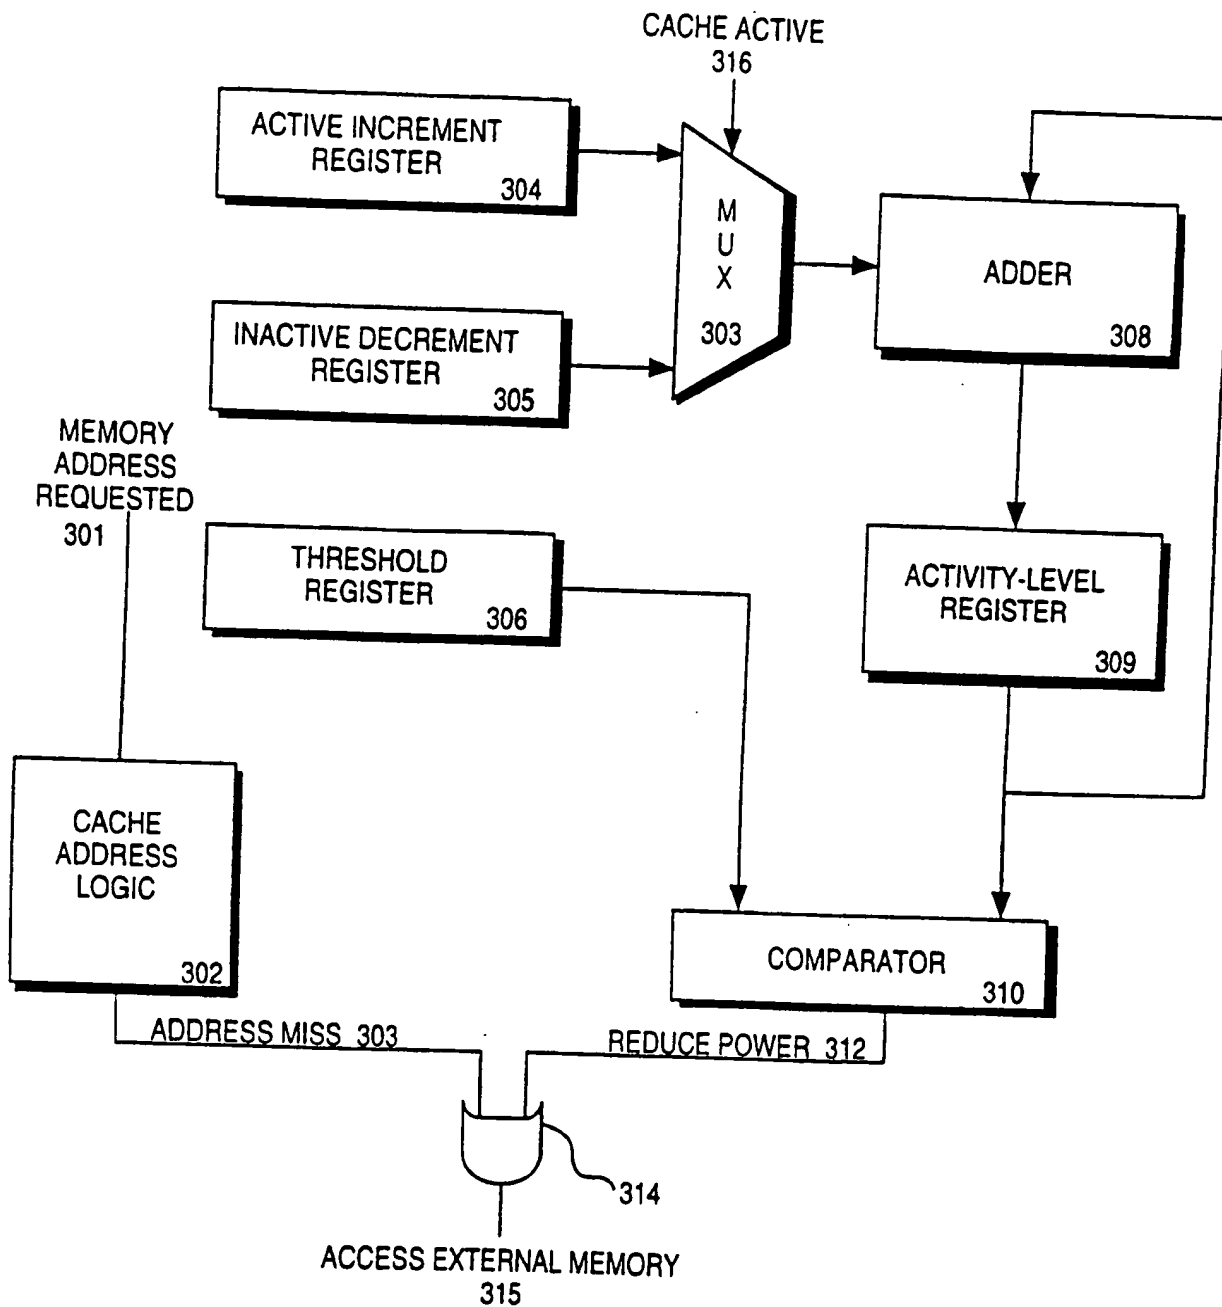 CACHE ACTIVE
316
ACTIVE INCREMENT
REGISTER
304
M
U
X
303
ADDER
308
INACTIVE DECREMENT
REGISTER
305
MEMORY
ADDRESS
REQUESTED
301
THRESHOLD
REGISTER
306
ACTIVITY-LEVEL
REGISTER
309
CACHE
ADDRESS
LOGIC
302
COMPARATOR
310
ADDRESS MISS 303
REDUCE POWER 312
314
ACCESS EXTERNAL MEMORY
315